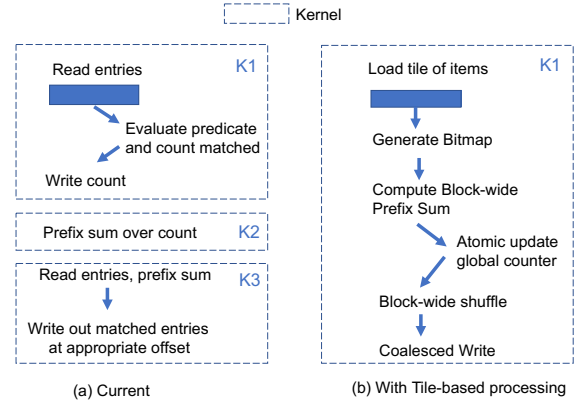 Kernel
K1
Read entries
Evaluate predicate
and count matched
Write count
Prefix sum over count
K2
Read entries, prefix sum
K3
Write out matched entries
at appropriate offset
(a) Current
Load tile of items
K1
Generate Bitmap
Compute Block-wide
Prefix Sum
Atomic update
global counter
Block-wide shuffle
Coalesced Write
(b) With Tile-based processing